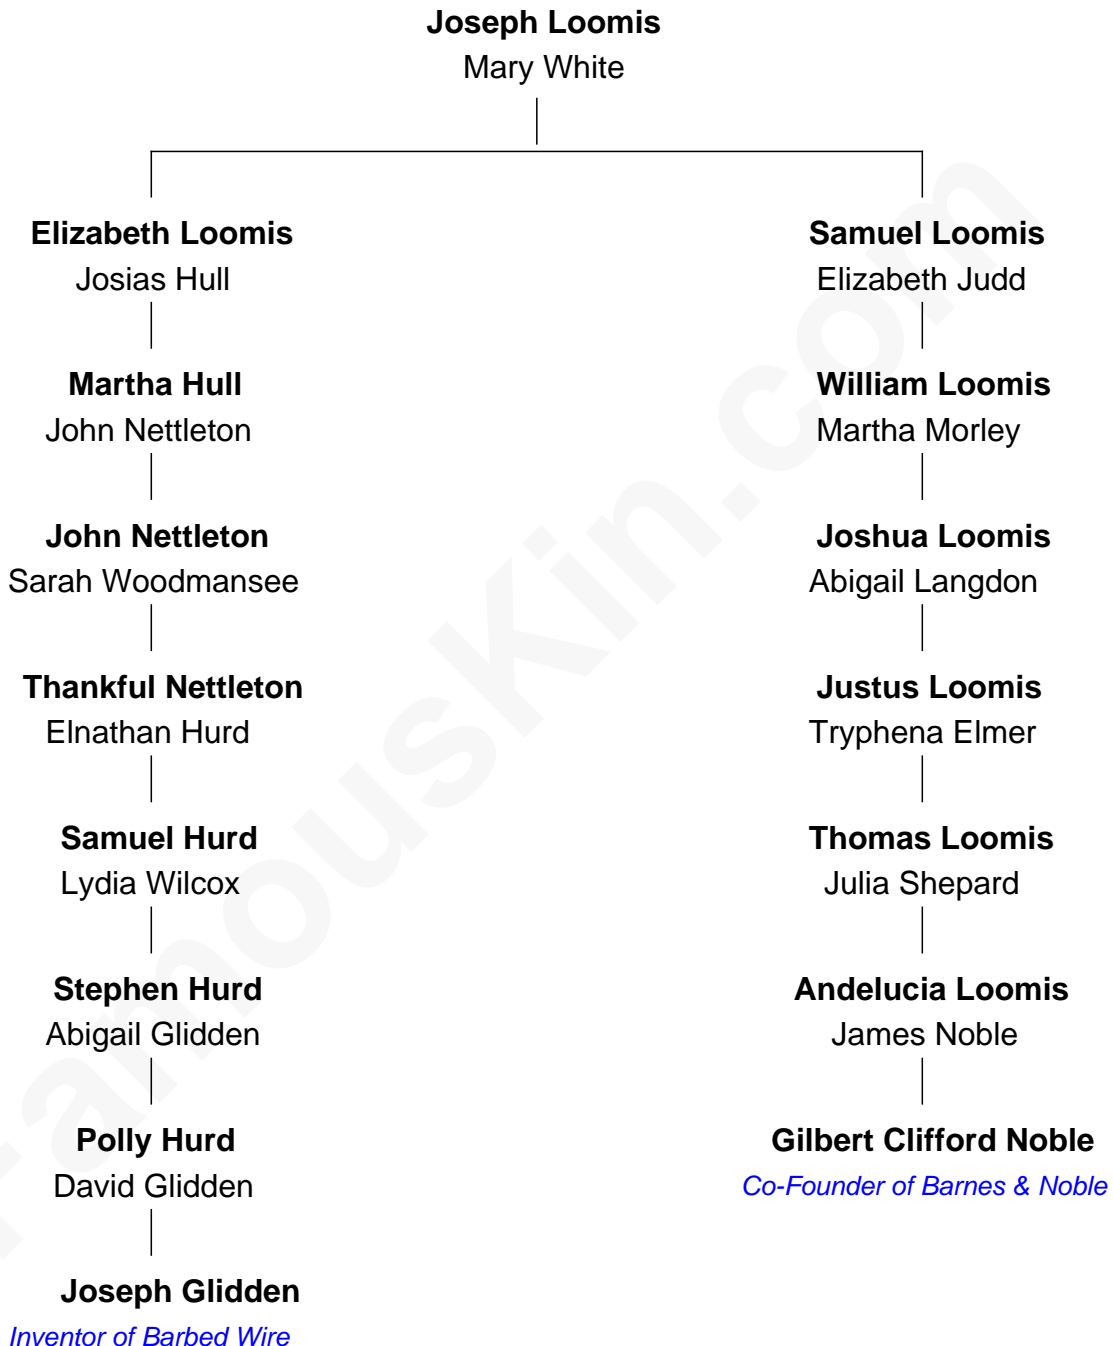 Joseph Loomis
Mary White
Elizabeth Loomis
Josias Hull
Samuel Loomis
Elizabeth Judd
Martha Hull
John Nettleton
William Loomis
Martha Morley
John Nettleton
Sarah Woodmansee
Joshua Loomis
Abigail Langdon
Thankful Nettleton
Elnathan Hurd
Justus Loomis
Tryphena Elmer
Samuel Hurd
Lydia Wilcox
Thomas Loomis
Julia Shepard
Stephen Hurd
Abigail Glidden
Andelucia Loomis
James Noble
Polly Hurd
David Glidden
Gilbert Clifford Noble
Co-Founder of Barnes & Noble
Joseph Glidden
Inventor of Barbed Wire
FamousKin.com